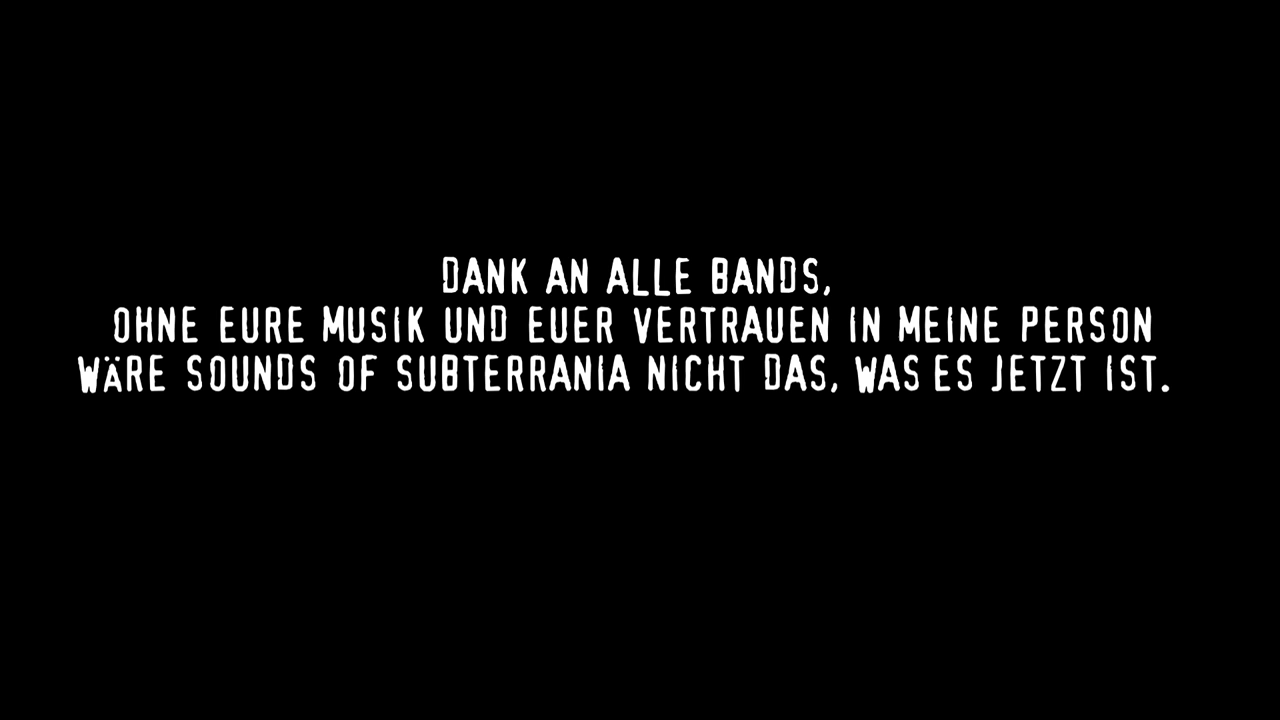 DANK AN ALLE BANDS,
OHNE EURE MUSIK UND EUER VERTRAUEN IN MEINE PERSON
WÄRE SOUNDS OF SUBTERRANIA NICHT DAS, WAS ES JETZT IST.